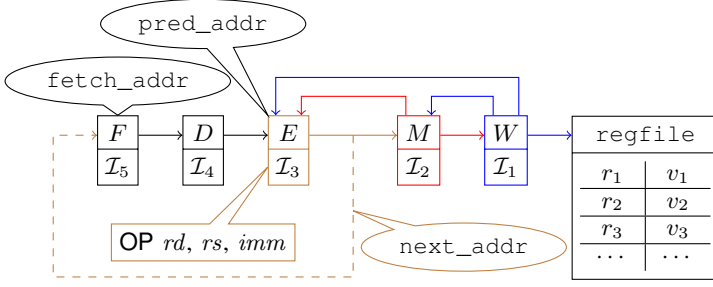 pred_addr
fetch_addr
F D E M W
regfile
ℐ₅ ℐ₄ ℐ₃ ℐ₂ ℐ₁
r₁ v₁
r₂ v₂
r₃ v₃
... ...
OP rd, rs, imm
next_addr